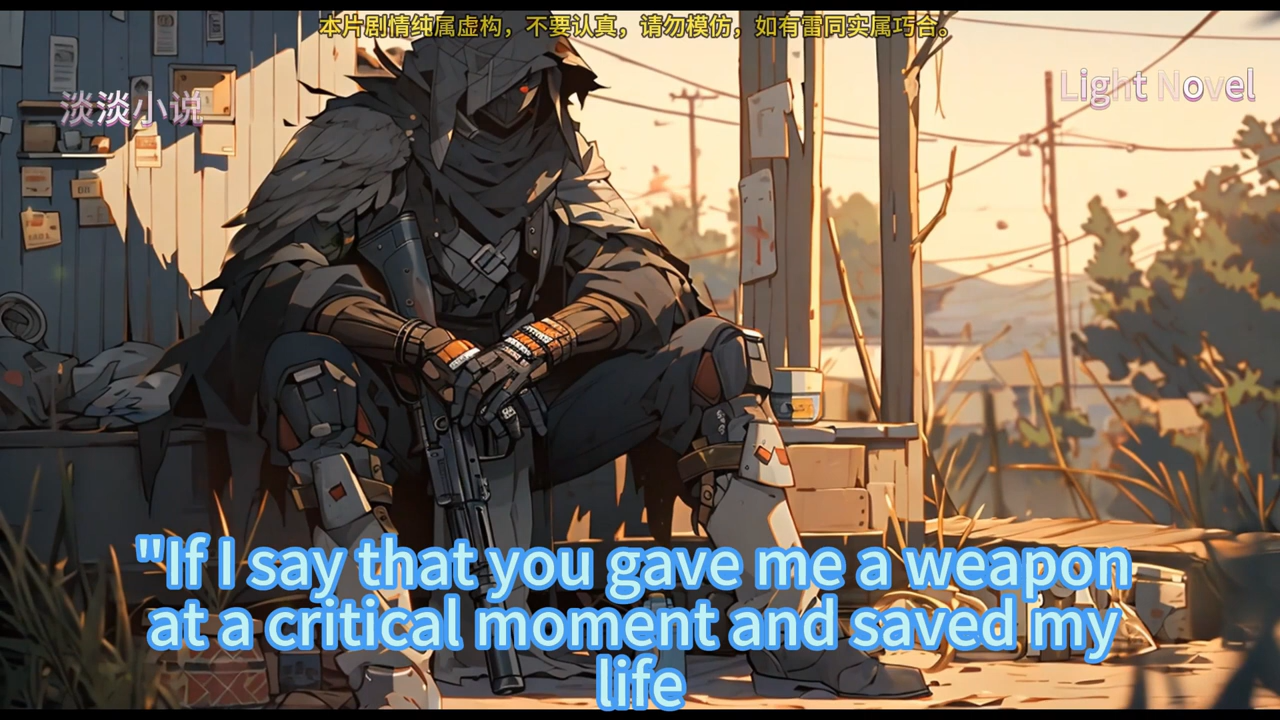 本片剧情纯属虚构，不要认真，请勿模仿，如有雷同实属巧合。
淡淡小说
Light Novel
"If I say that you gave me a weapon
at a critical moment and saved my
life